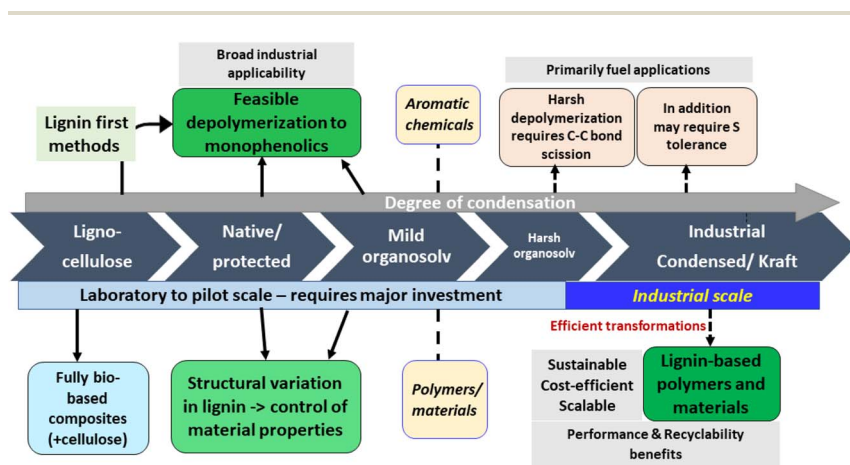 Broad industrial
applicability
Primarily fuel applications
Lignin first
methods
Feasible
depolymerization to
monophenolics
Aromatic
chemicals
Harsh
depolymerization
requires C-C bond
scission
In addition
may require S
tolerance
Degree of condensation
Ligno-
cellulose
Native/
protected
Mild
organosolv
Harsh
organosolv
Industrial
Condensed/ Kraft
Laboratory to pilot scale – requires major investment
Industrial scale
Efficient transformations
Fully bio-
based
composites
(+cellulose)
Structural variation
in lignin -> control of
material properties
Polymers/
materials
Sustainable
Cost-efficient
Scalable
Lignin-based
polymers and
materials
Performance & Recyclability
benefits